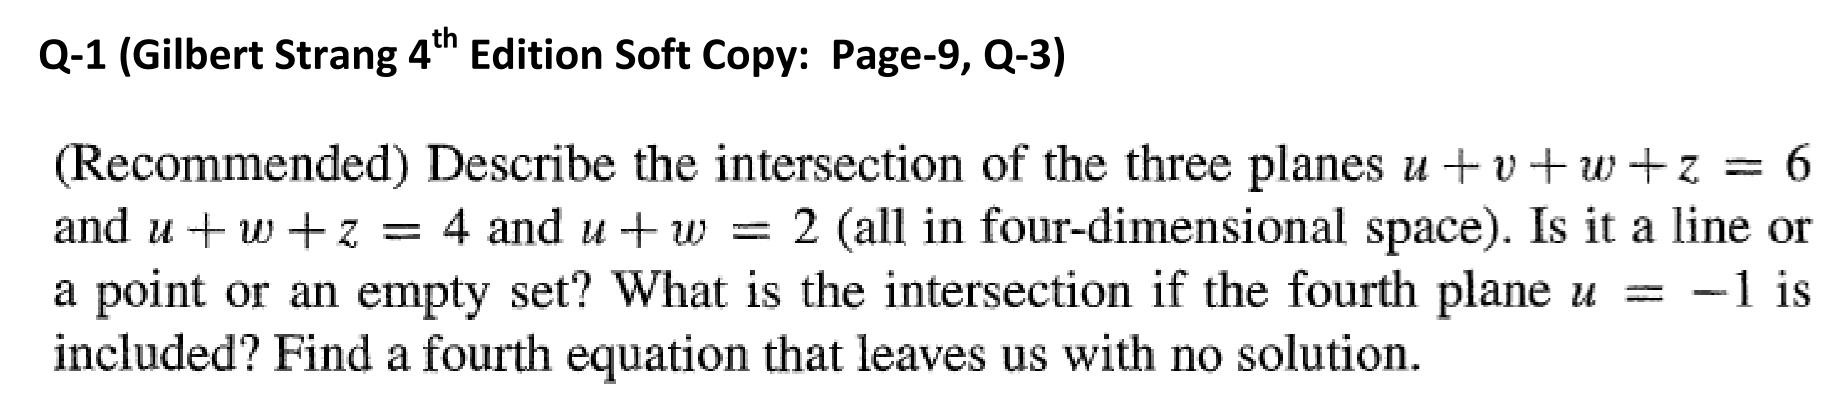 Q-1 (Gilbert Strang 4th Edition Soft Copy: Page-9, Q-3)
(Recommended) Describe the intersection of the three planes u + v + w + z = 6
and u + w + z = 4 and u + w = 2 (all in four-dimensional space). Is it a line or
a point or an empty set? What is the intersection if the fourth plane u = −1 is
included? Find a fourth equation that leaves us with no solution.